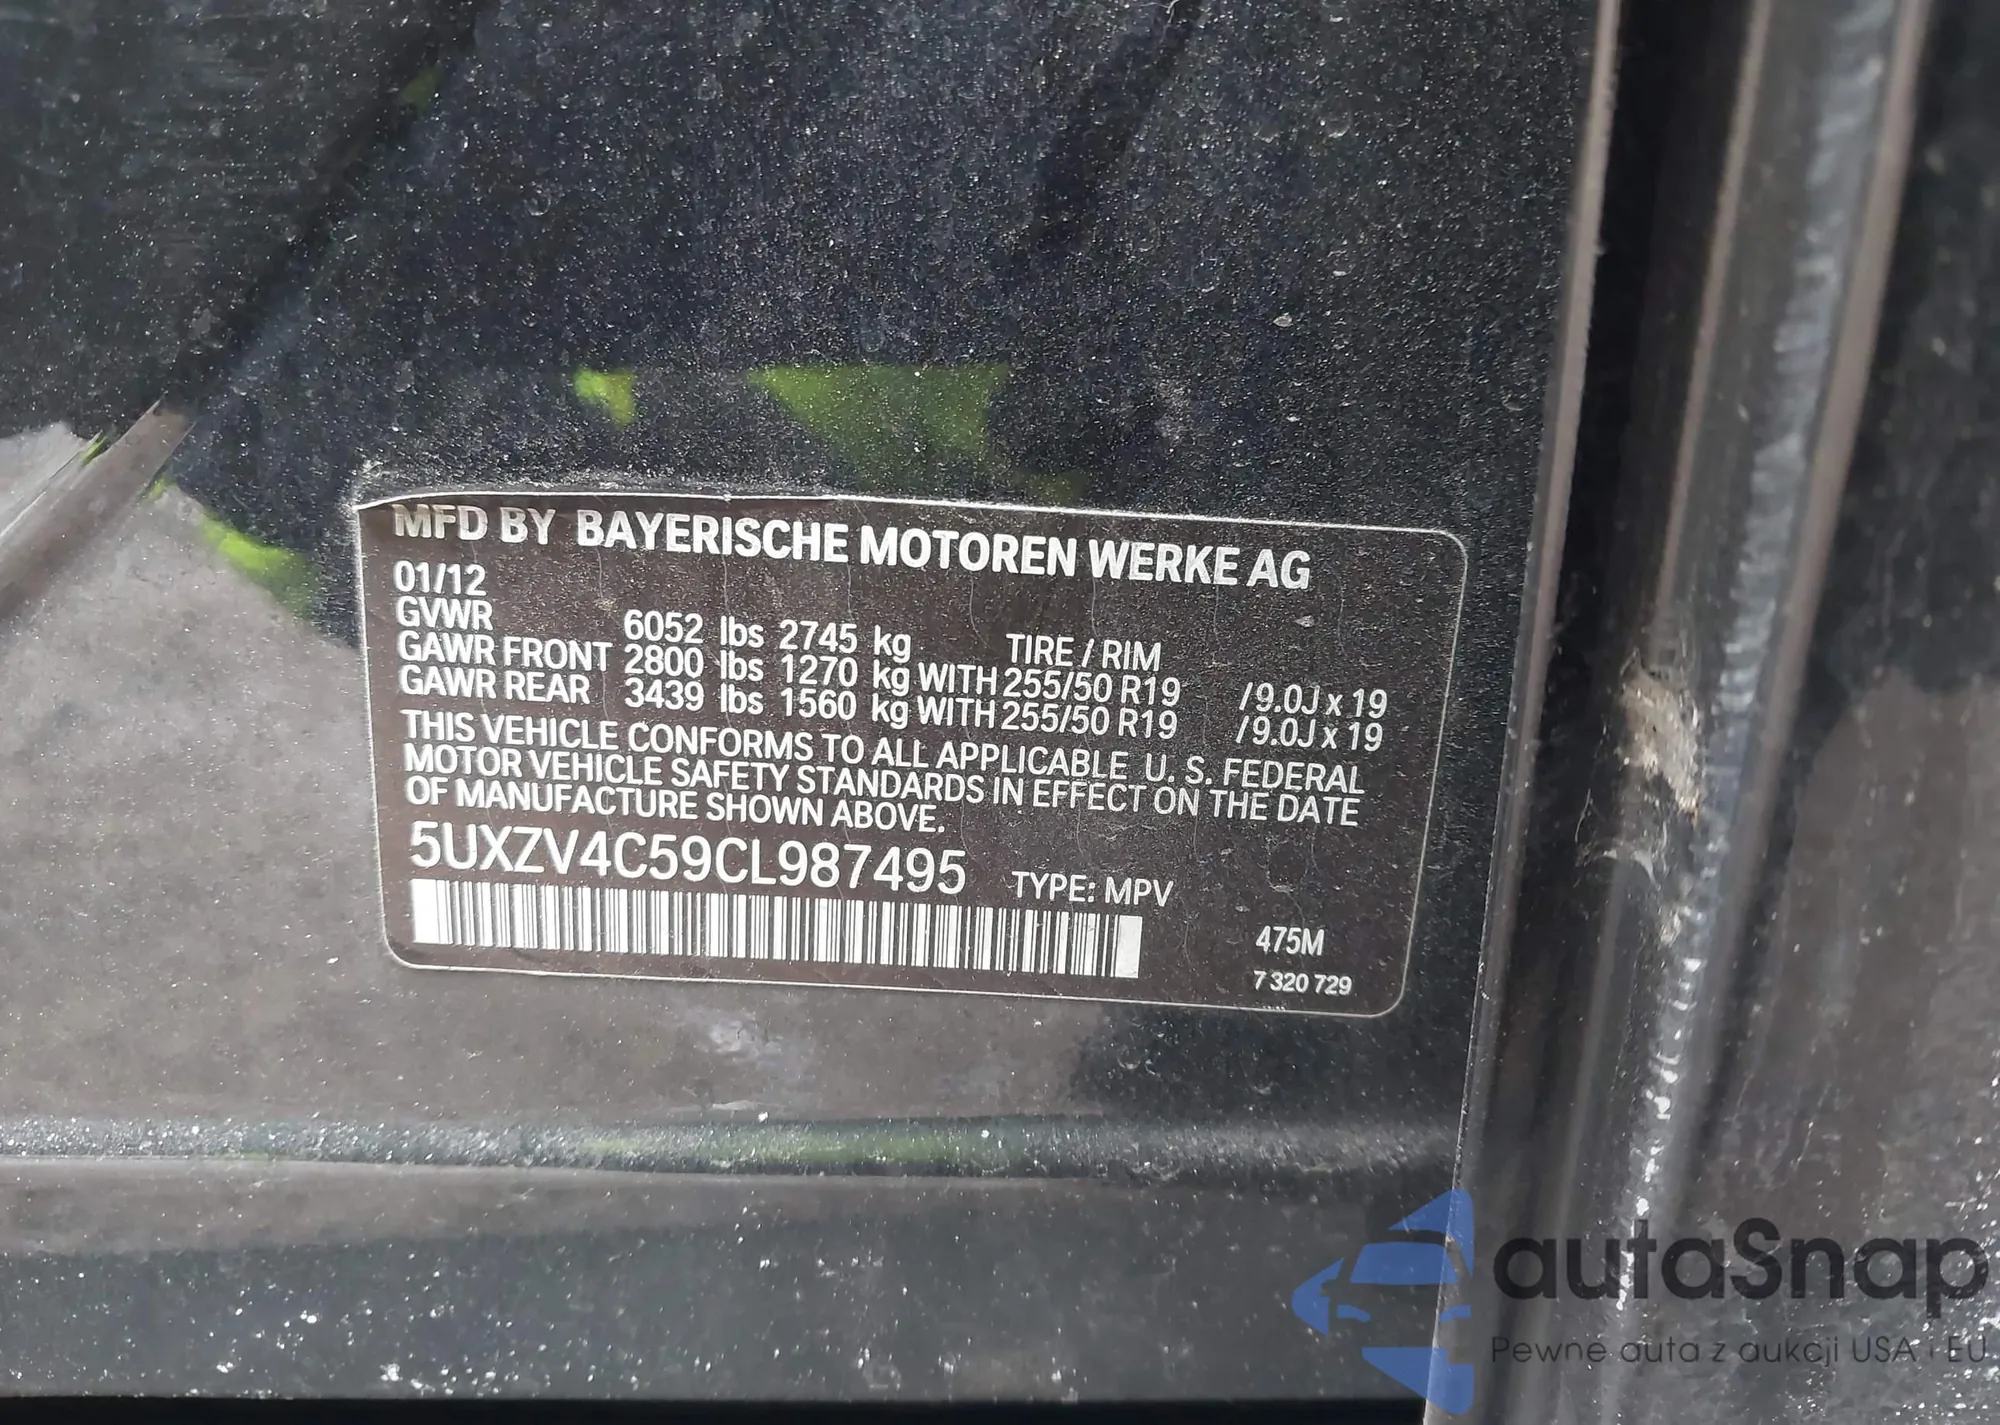 MFD BY BAYERISCHE MOTOREN WERKE AG
01/12
GVWR 6052 lbs 2745 kg TIRE / RIM
GAWR FRONT 2800 lbs 1270 kg WITH 255/50 R19 /9.0J x 19
GAWR REAR 3439 lbs 1560 kg WITH 255/50 R19 /9.0J x 19
THIS VEHICLE CONFORMS TO ALL APPLICABLE U. S. FEDERAL
MOTOR VEHICLE SAFETY STANDARDS IN EFFECT ON THE DATE
OF MANUFACTURE SHOWN ABOVE.
5UXZV4C59CL987495 TYPE: MPV
475M
7 320 729
autaSnap
Pewne auta z aukcji USA i EU